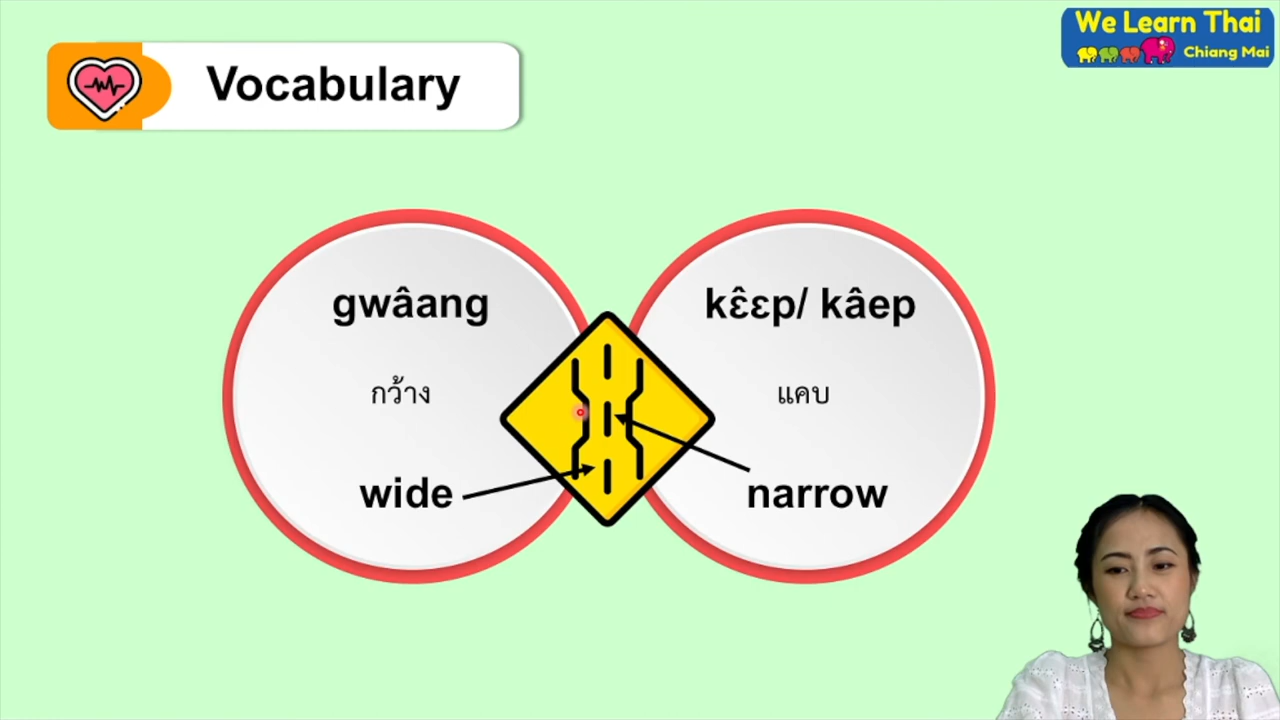 We Learn Thai
Chiang Mai
Vocabulary
gwâang
กว้าง
wide
kɛ̂ɛp/ kâep
แคบ
narrow